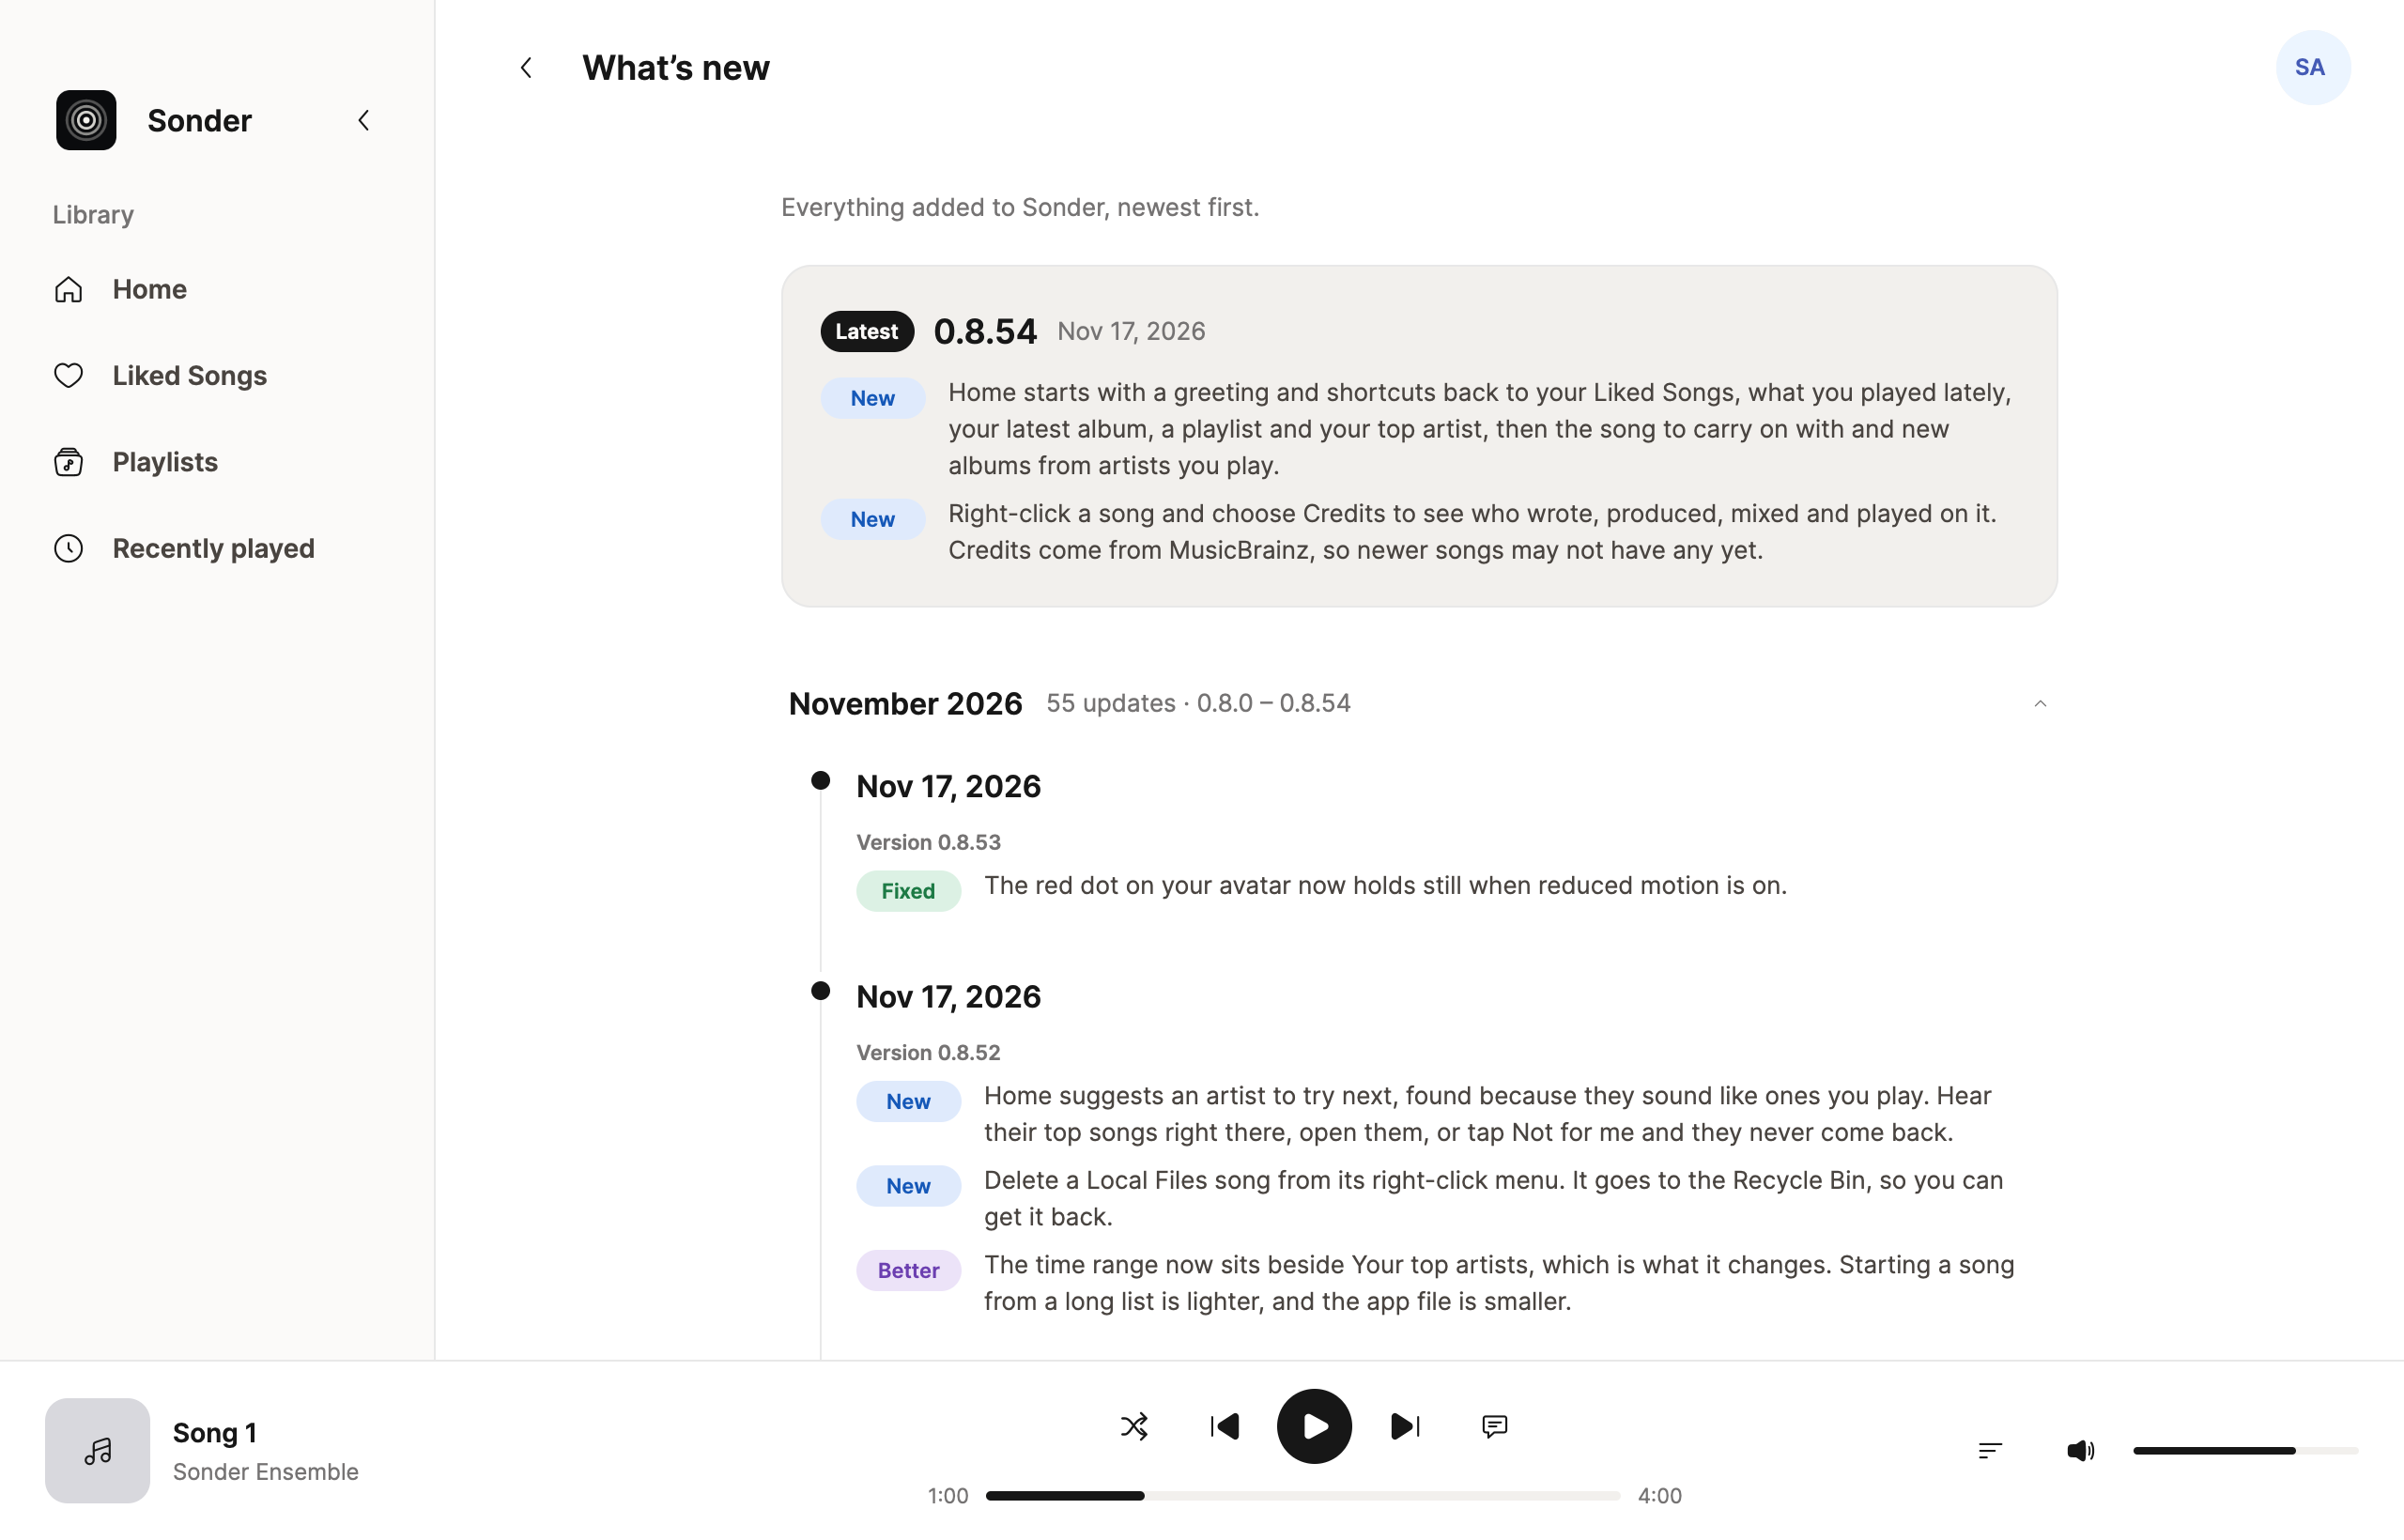 What’s new
SA
Sonder
Library
Home
Liked Songs
Playlists
Recently played
Everything added to Sonder, newest first.
Latest 0.8.54 Nov 17, 2026
New Home starts with a greeting and shortcuts back to your Liked Songs, what you played lately,
your latest album, a playlist and your top artist, then the song to carry on with and new
albums from artists you play.
New Right-click a song and choose Credits to see who wrote, produced, mixed and played on it.
Credits come from MusicBrainz, so newer songs may not have any yet.
November 2026 55 updates · 0.8.0 – 0.8.54
Nov 17, 2026
Version 0.8.53
Fixed The red dot on your avatar now holds still when reduced motion is on.
Nov 17, 2026
Version 0.8.52
New Home suggests an artist to try next, found because they sound like ones you play. Hear
their top songs right there, open them, or tap Not for me and they never come back.
New Delete a Local Files song from its right-click menu. It goes to the Recycle Bin, so you can
get it back.
Better The time range now sits beside Your top artists, which is what it changes. Starting a song
from a long list is lighter, and the app file is smaller.
Song 1
Sonder Ensemble
1:00 4:00